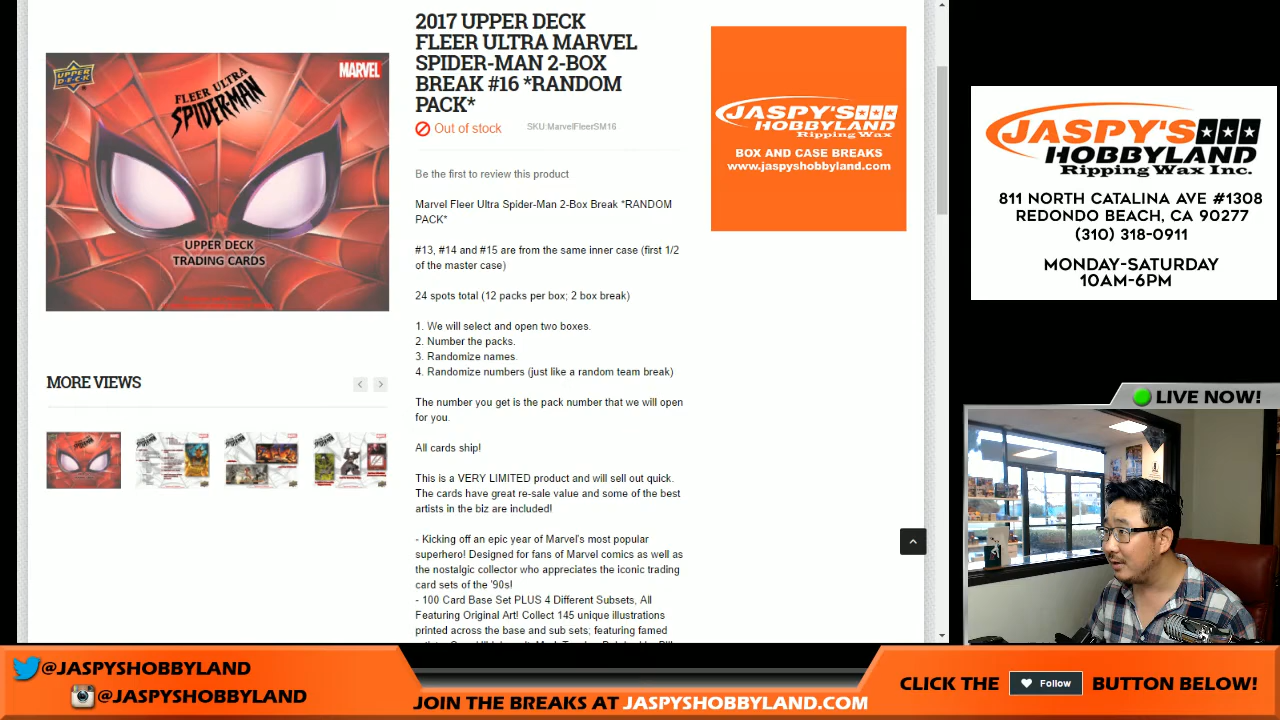 2017 UPPER DECK
FLEER ULTRA MARVEL
SPIDER-MAN 2-BOX
BREAK #16 *RANDOM
PACK*
Out of stock
SKU:MarvelFleerSM16
Be the first to review this product
Marvel Fleer Ultra Spider-Man 2-Box Break *RANDOM
PACK*
#13, #14 and #15 are from the same inner case (first 1/2
of the master case)
24 spots total (12 packs per box; 2 box break)
1. We will select and open two boxes.
2. Number the packs.
3. Randomize names.
4. Randomize numbers (just like a random team break)
The number you get is the pack number that we will open
for you.
All cards ship!
This is a VERY LIMITED product and will sell out quick.
The cards have great re-sale value and some of the best
artists in the biz are included!
- Kicking off an epic year of Marvel's most popular
superhero! Designed for fans of Marvel comics as well as
the nostalgic collector who appreciates the iconic trading
card sets of the '90s!
- 100 Card Base Set PLUS 4 Different Subsets, All
Featuring Original Art! Collect 145 unique illustrations
printed across the base and sub sets; featuring famed
UPPER
DECK
MARVEL
FLEER ULTRA
SPIDER-MAN
UPPER DECK
TRADING CARDS
MORE VIEWS
JASPY'S
HOBBYLAND
Ripping Wax
BOX AND CASE BREAKS
www.jaspyshobbyland.com
JASPY'S
HOBBYLAND
Ripping Wax Inc.
811 NORTH CATALINA AVE #1308
REDONDO BEACH, CA 90277
(310) 318-0911
MONDAY-SATURDAY
10AM-6PM
LIVE NOW!
@JASPYSHOBBYLAND
@JASPYSHOBBYLAND
JOIN THE BREAKS AT JASPYSHOBBYLAND.COM
CLICK THE Follow BUTTON BELOW!